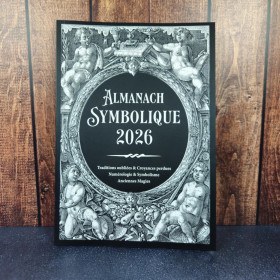 ALMANACH
SYMBOLIQUE
2026
Traditions oubliées & Croyances perdues
Numérologie & Symbolisme
Anciennes Magies